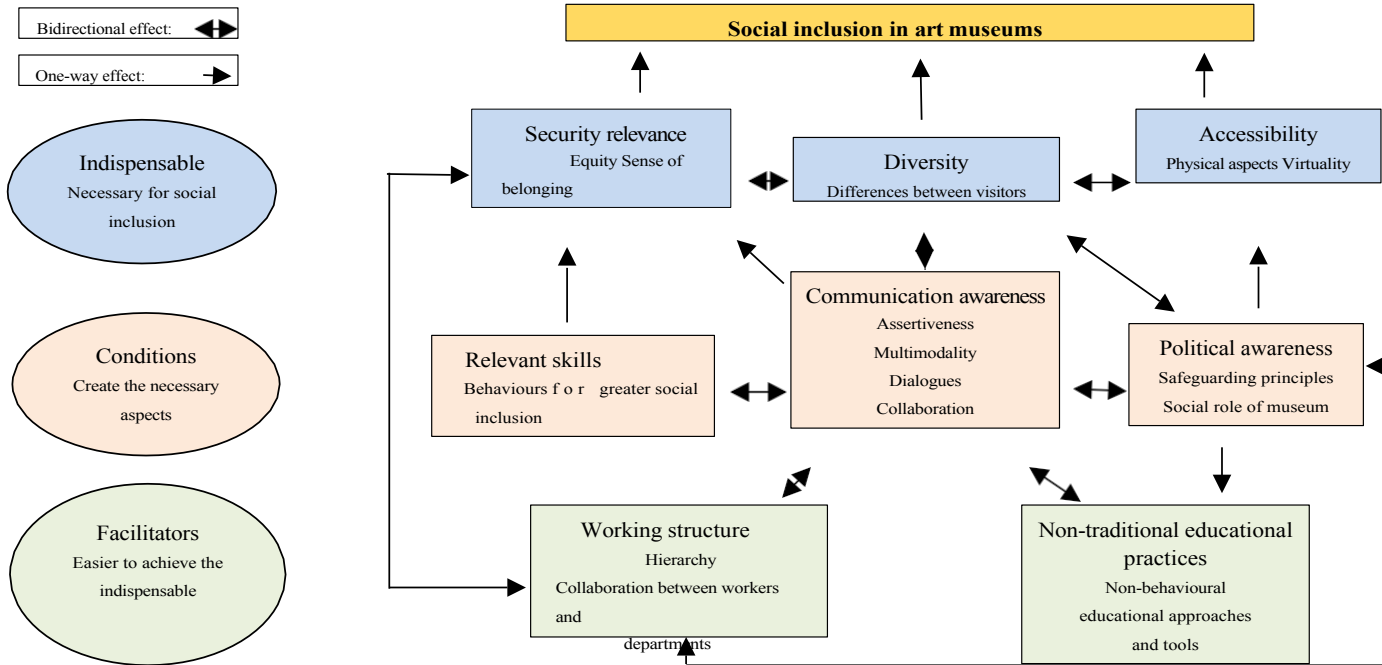 Bidirectional effect:
One-way effect:
Social inclusion in art museums
Indispensable
Necessary for social
inclusion
Security relevance
Equity Sense of
belonging
Diversity
Differences between visitors
Accessibility
Physical aspects Virtuality
Conditions
Create the necessary
aspects
Relevant skills
Behaviours f o r greater social
inclusion
Communication awareness
Assertiveness
Multimodality
Dialogues
Collaboration
Political awareness
Safeguarding principles
Social role of museum
Facilitators
Easier to achieve the
indispensable
Working structure
Hierarchy
Collaboration between workers
and
departments
Non-traditional educational
practices
Non-behavioural
educational approaches
and tools